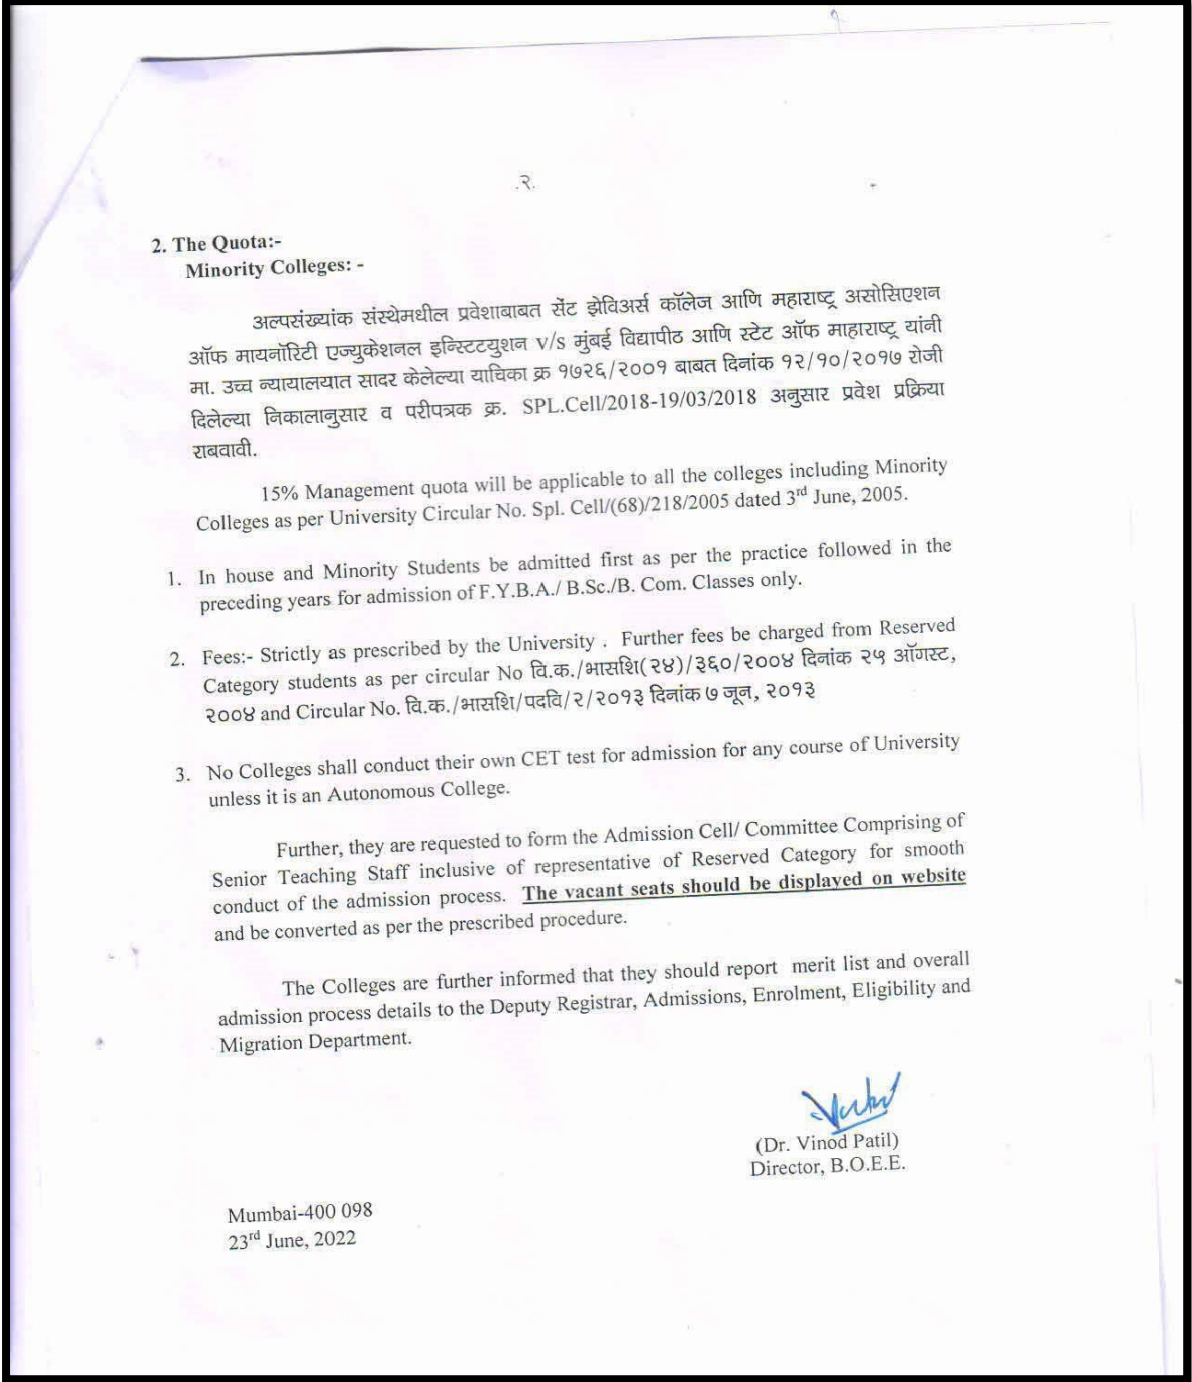 .२.
2. The Quota:-
Minority Colleges: -
अल्पसंख्यांक संस्थेमधील प्रवेशाबाबत सेंट झेविअर्स कॉलेज आणि महाराष्ट्र असोसिएशन
ऑफ मायनॉरिटी एज्युकेशनल इन्स्टिटयुशन v/s मुंबई विद्यापीठ आणि स्टेट ऑफ माहाराष्ट्र यांनी
मा. उच्च न्यायालयात सादर केलेल्या याचिका क्र १७२६/२००१ बाबत दिनांक १२/१०/२०१७ रोजी
दिलेल्या निकालानुसार व परीपत्रक क्र. SPL.Cell/2018-19/03/2018 अनुसार प्रवेश प्रक्रिया
राबवावी.
15% Management quota will be applicable to all the colleges including Minority
Colleges as per University Circular No. Spl. Cell/(68)/218/2005 dated 3rd June, 2005.
1. In house and Minority Students be admitted first as per the practice followed in the
preceding years for admission of F.Y.B.A./ B.Sc./B. Com. Classes only.
2. Fees:- Strictly as prescribed by the University . Further fees be charged from Reserved
Category students as per circular No वि.क./भासशि(२४)/३६०/२००४ दिनांक २५ ऑगस्ट,
२००४ and Circular No. वि.क./भासशि/पदवि/२/२०१३ दिनांक ७ जून, २०१३
3. No Colleges shall conduct their own CET test for admission for any course of University
unless it is an Autonomous College.
Further, they are requested to form the Admission Cell/ Committee Comprising of
Senior Teaching Staff inclusive of representative of Reserved Category for smooth
conduct of the admission process. The vacant seats should be displayed on website
and be converted as per the prescribed procedure.
The Colleges are further informed that they should report merit list and overall
admission process details to the Deputy Registrar, Admissions, Enrolment, Eligibility and
Migration Department.
(Dr. Vinod Patil)
Director, B.O.E.E.
Mumbai-400 098
23rd June, 2022